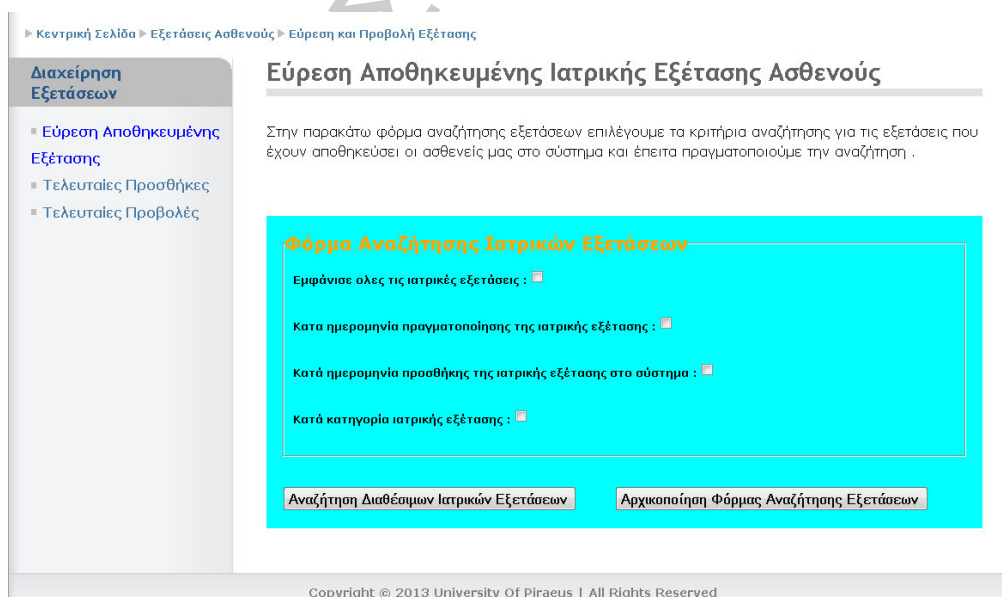 Κεντρική Σελίδα Εξετάσεις Ασθενούς Εύρεση και Προβολή Εξέτασης
Διαχείρηση
Εξετάσεων
Εύρεση Αποθηκευμένης
Εξέτασης
Τελευταίες Προσθήκες
Τελευταίες Προβολές
Εύρεση Αποθηκευμένης Ιατρικής Εξέτασης Ασθενούς
Στην παρακάτω φόρμα αναζήτησης εξετάσεων επιλέγουμε τα κριτήρια αναζήτησης για τις εξετάσεις που
έχουν αποθηκεύσει οι ασθενείς μας στο σύστημα και έπειτα πραγματοποιούμε την αναζήτηση .
Φόρμα Αναζήτησης Ιατρικών Εξετάσεων
Εμφάνισε ολες τις ιατρικές εξετάσεις :
Κατα ημερομηνία πραγματοποίησης της ιατρικής εξέτασης :
Κατά ημερομηνία προσθήκης της ιατρικής εξέτασης στο σύστημα :
Κατά κατηγορία ιατρικής εξέτασης :
Αναζήτηση Διαθέσιμων Ιατρικών Εξετάσεων
Αρχικοποίηση Φόρμας Αναζήτησης Εξετάσεων
Copyright © 2013 University Of Piraeus | All Rights Reserved